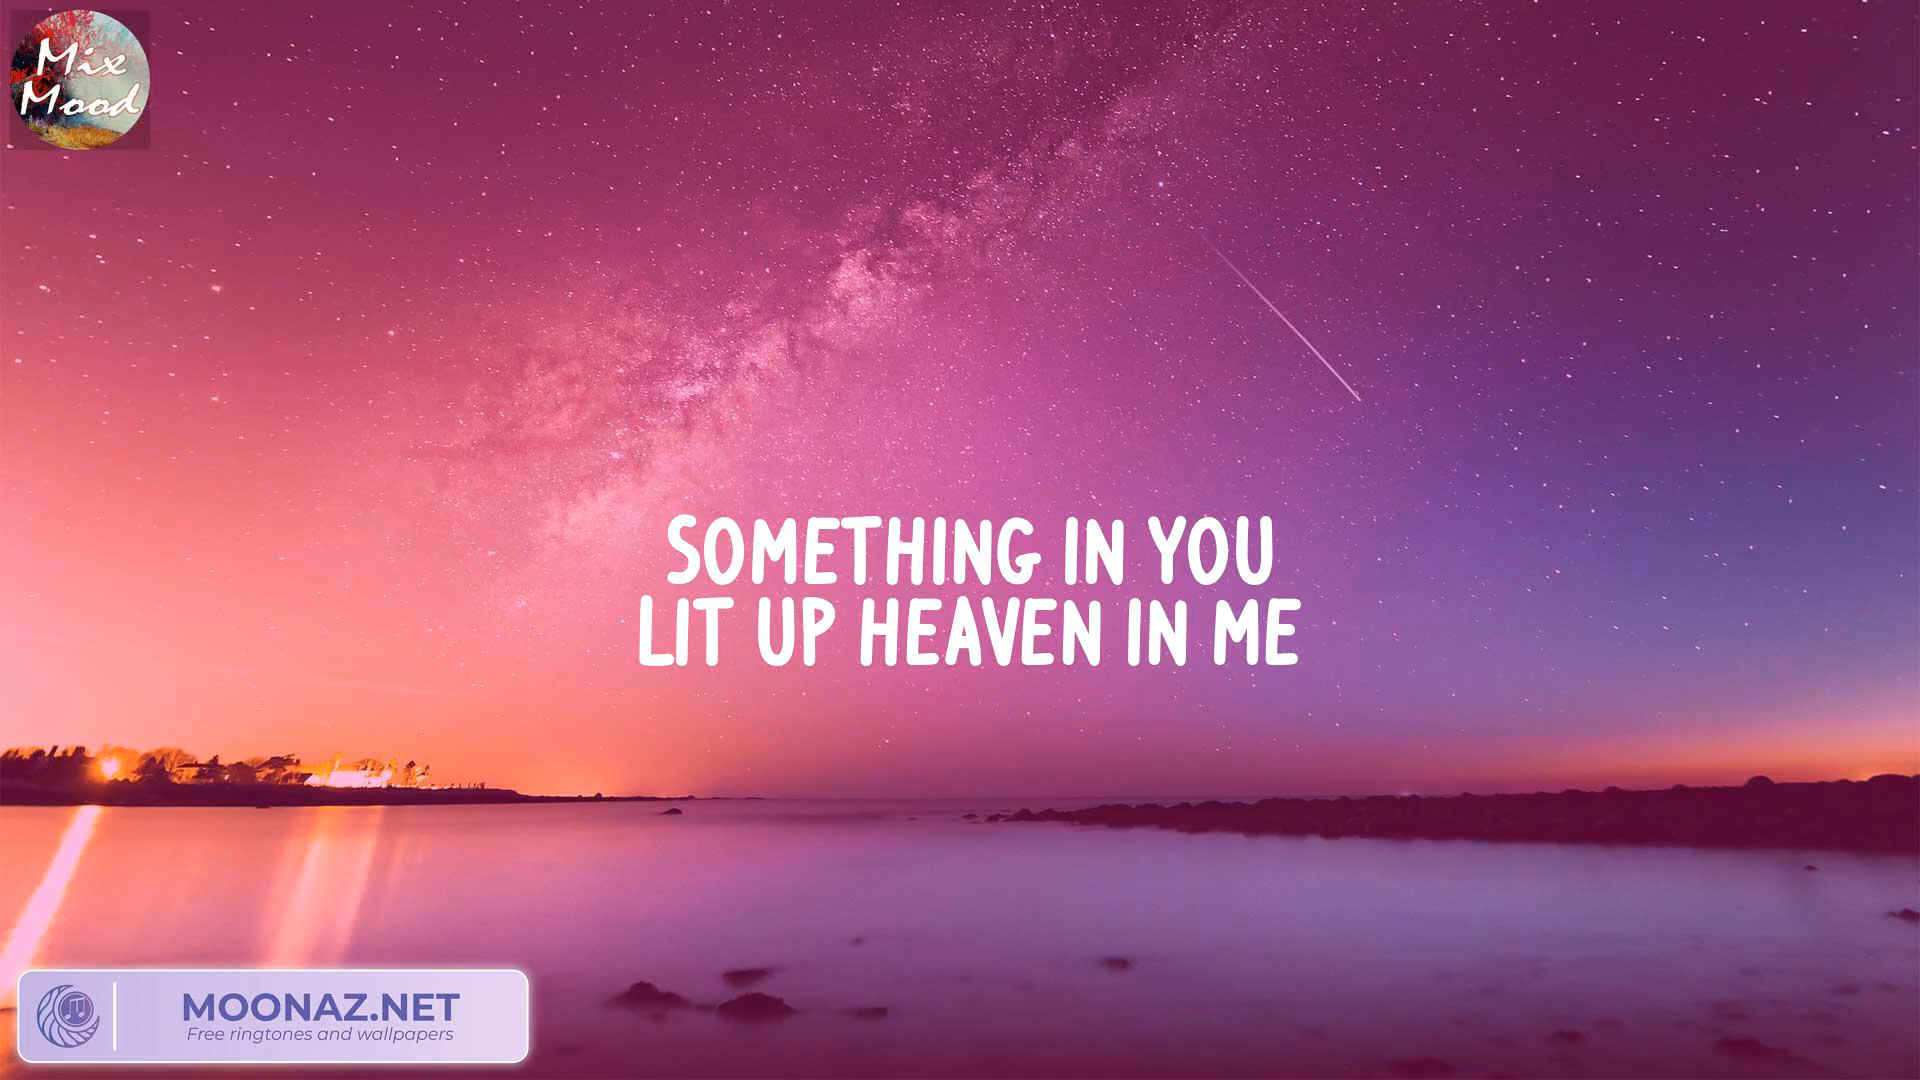 Mix
Mood
SOMETHING IN YOU
LIT UP HEAVEN IN ME
MOONAZ.NET
Free ringtones and wallpapers